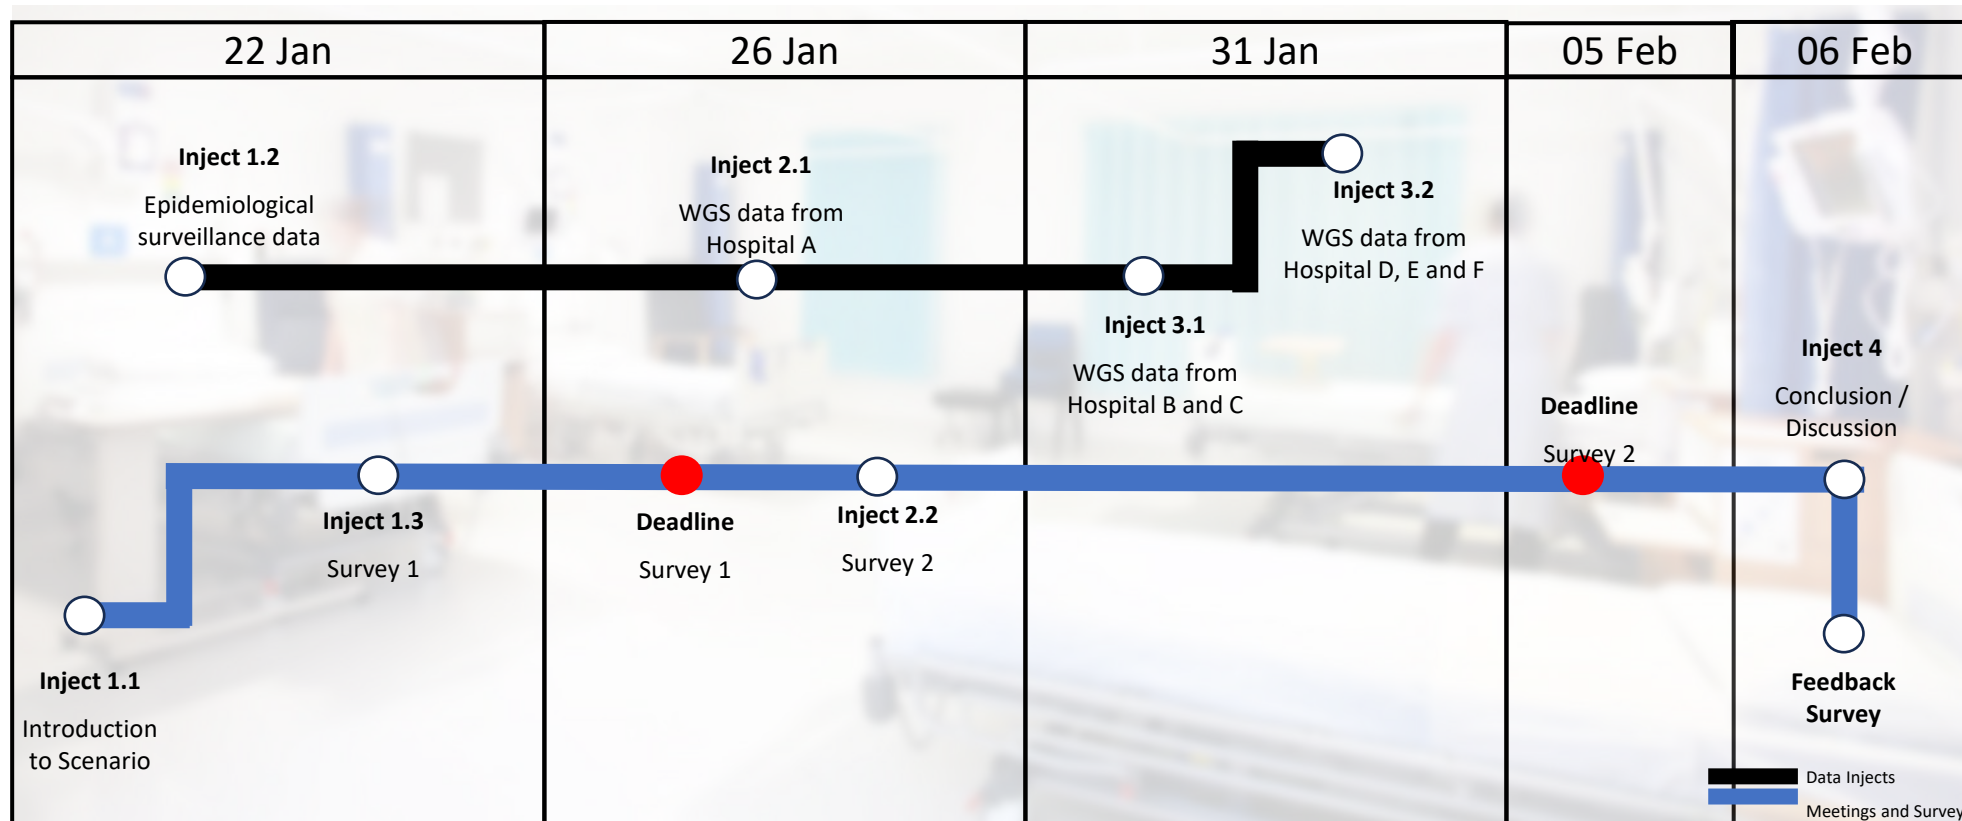 22 Jan
26 Jan
31 Jan
05 Feb
06 Feb
Inject 1.2
Epidemiological
surveillance data
Inject 2.1
WGS data from
Hospital A
Inject 3.2
WGS data from
Hospital D, E and F
Inject 3.1
WGS data from
Hospital B and C
Inject 1.1
Introduction
to Scenario
Inject 1.3
Survey 1
Deadline
Survey 1
Inject 2.2
Survey 2
Deadline
Survey 2
Inject 4
Conclusion /
Discussion
Feedback
Survey
Data Injects
Meetings and Survey